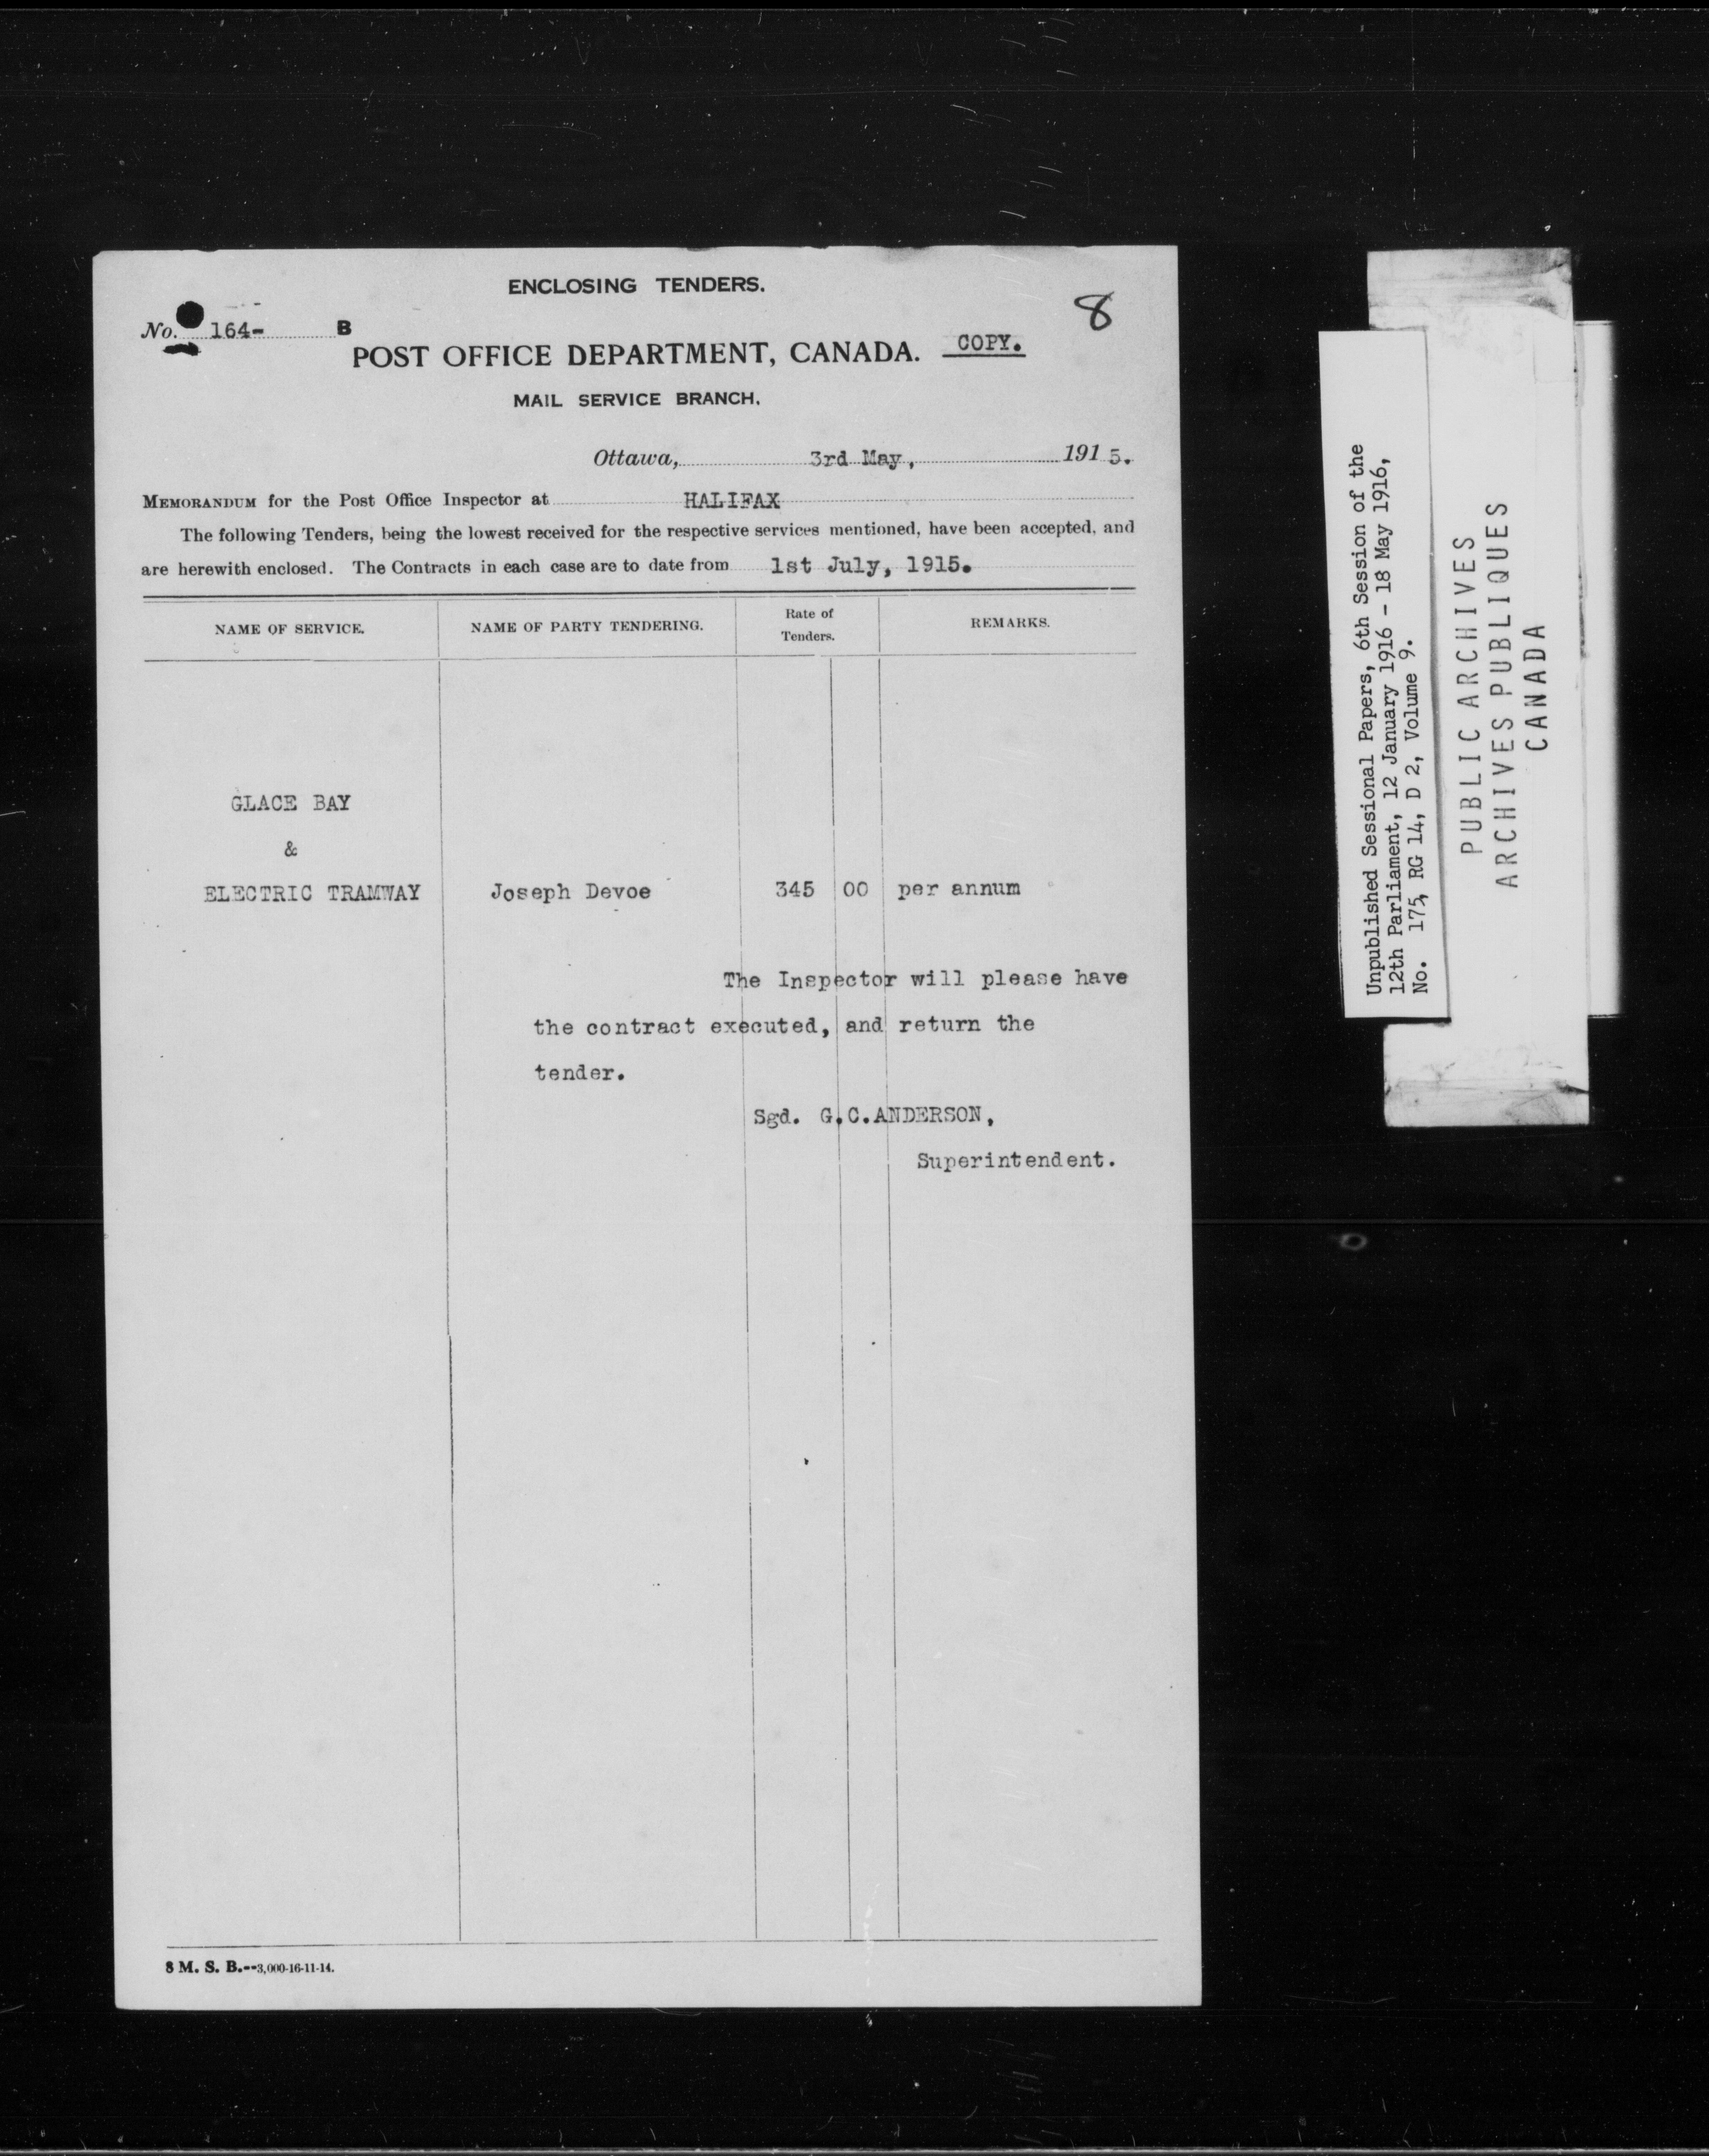 ENCLOSING TENDERS.
8
No. 164- B
POST OFFICE DEPARTMENT, CANADA. COPY.
MAIL SERVICE BRANCH.
Ottawa, 3rd May, 1915.
MEMORANDUM for the Post Office Inspector at HALIFAX
The following Tenders, being the lowest received for the respective services mentioned, have been accepted, and
are herewith enclosed. The Contracts in each case are to date from 1st July, 1915.
NAME OF SERVICE. NAME OF PARTY TENDERING. Rate of Tenders. REMARKS.
GLACE BAY
&
ELECTRIC TRAMWAY Joseph Devoe 345 00 per annum
The Inspector will please have
the contract executed, and return the
tender.
Sgd. G.C.ANDERSON,
Superintendent.
8 M. S. B.--3,000-16-11-14.
Unpublished Sessional Papers, 6th Session of the
12th Parliament, 12 January 1916 - 18 May 1916,
No. 175, RG 14, D 2, Volume 9.
PUBLIC ARCHIVES
ARCHIVES PUBLIQUES
CANADA